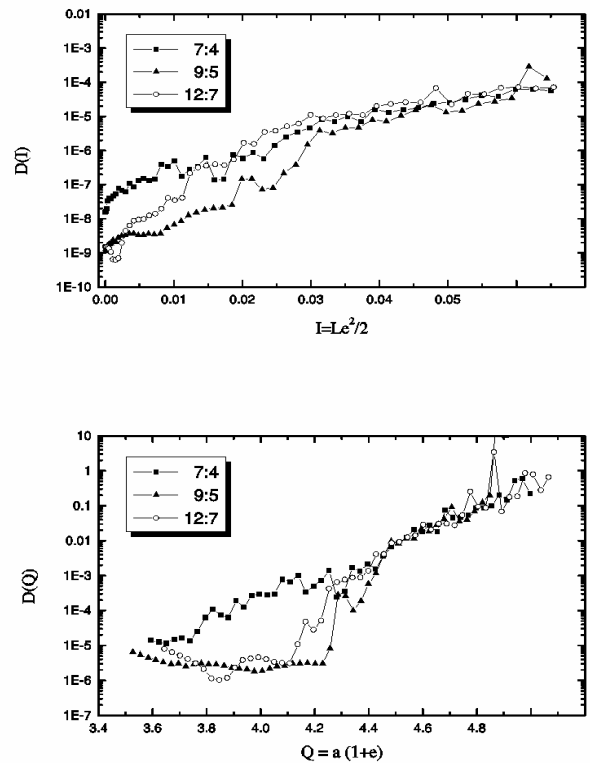 0.01
1E-3
1E-4
1E-5
1E-6
1E-7
1E-8
1E-9
1E-10
D(I)
7:4
9:5
12:7
0.00 0.01 0.02 0.03 0.04 0.05
I=Le²/2
10
1
0.1
0.01
1E-3
1E-4
1E-5
1E-6
1E-7
D(Q)
7:4
9:5
12:7
3.4 3.6 3.8 4.0 4.2 4.4 4.6 4.8
Q = a (1+e)